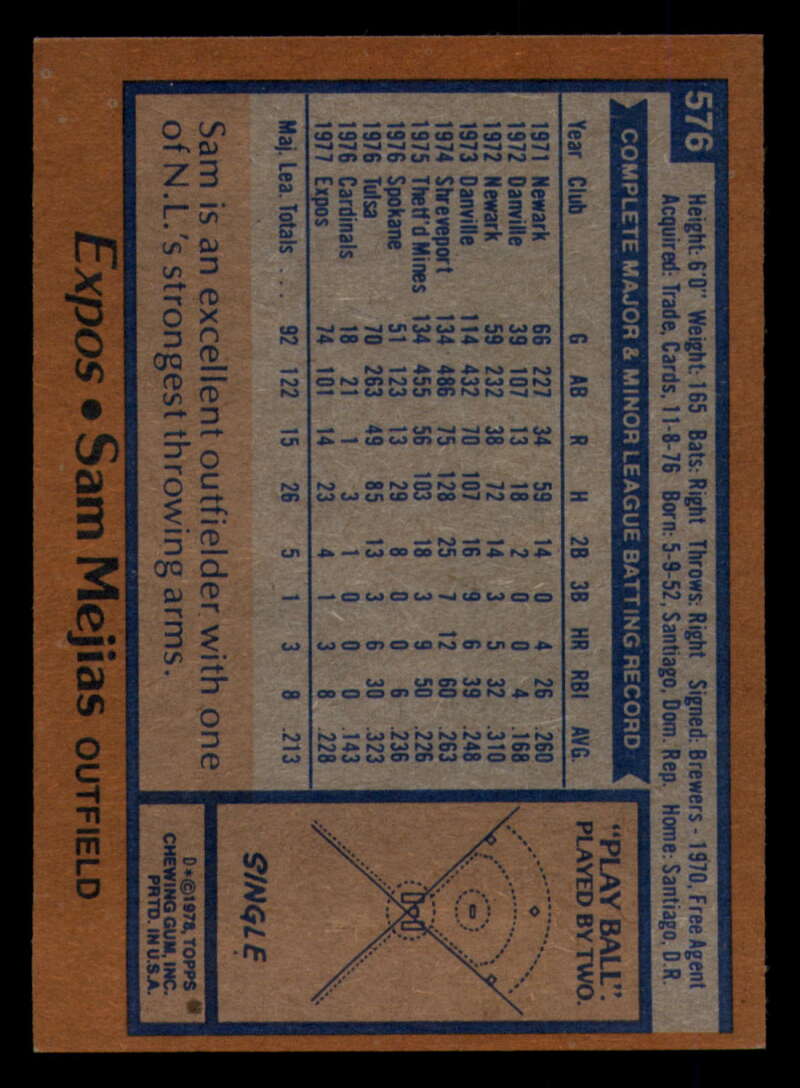 576
Height: 6'0" Weight: 165 Bats: Right Throws: Right Signed: Brewers - 1970, Free Agent
Acquired: Trade, Cards, 11-8-76 Born: 5-9-52, Santiago, Dom. Rep. Home: Santiago, D.R.
COMPLETE MAJOR & MINOR LEAGUE BATTING RECORD
Year Club G AB R H 2B 3B HR RBI AVG.
1971 Newark 66 227 34 59 14 0 4 26 .260
1972 Danville 39 107 13 18 2 0 0 4 .168
1972 Newark 59 232 38 72 14 3 5 32 .310
1973 Danville 114 432 70 107 16 9 6 39 .248
1974 Shreveport 134 486 75 128 25 7 12 60 .263
1975 Thetf'd Mines 134 455 56 103 18 3 9 50 .226
1976 Spokane 51 123 13 29 8 0 0 6 .236
1976 Tulsa 70 263 49 85 13 3 6 30 .323
1976 Cardinals 18 21 1 3 1 0 0 0 .143
1977 Expos 74 101 14 23 4 1 3 8 .228
Maj. Lea. Totals . . . 92 122 15 26 5 1 3 8 .213
Sam is an excellent outfielder with one
of N.L.'s strongest throwing arms.
"PLAY BALL":
PLAYED BY TWO.
SINGLE
D*©1978, TOPPS
CHEWING GUM, INC.
PRTD. IN U.S.A.
Expos • Sam Mejias OUTFIELD